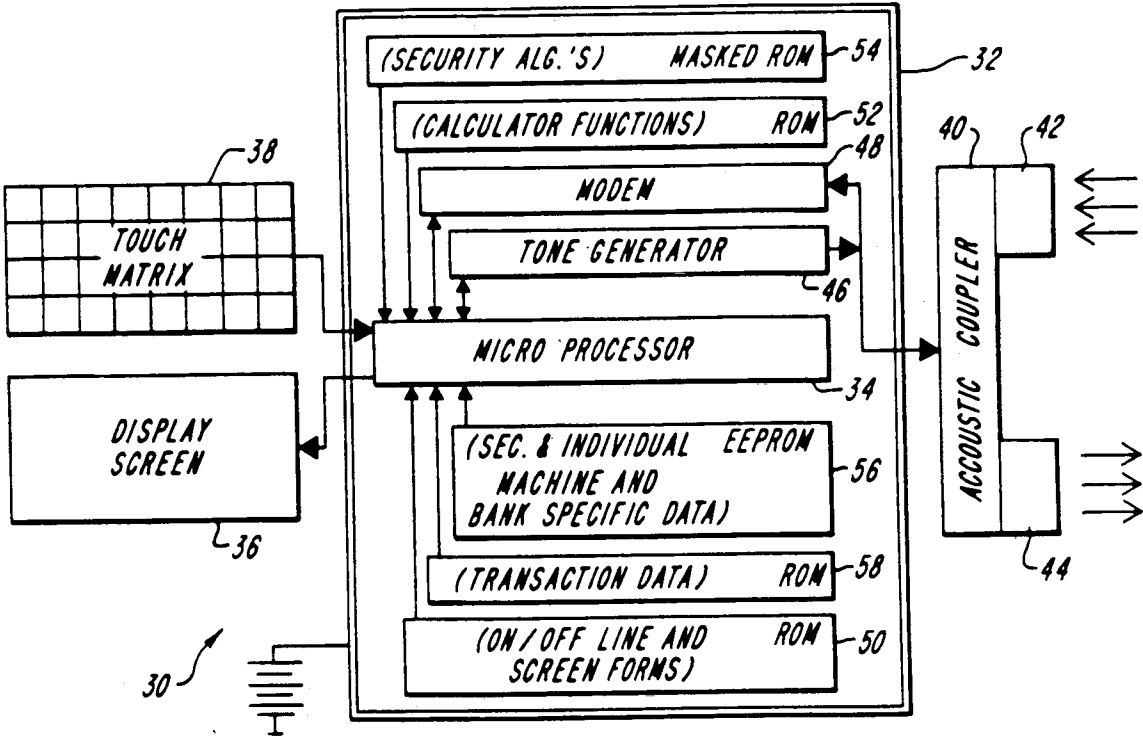 (SECURITY ALG.'S) MASKED ROM
54
32
(CALCULATOR FUNCTIONS) ROM
52
48
40
42
38
MODEM
TOUCH
MATRIX
TONE GENERATOR
46
MICRO PROCESSOR
34
ACCOUSTIC COUPLER
DISPLAY
SCREEN
36
(SEC. & INDIVIDUAL EEPROM
MACHINE AND
BANK SPECIFIC DATA)
56
(TRANSACTION DATA) ROM
58
44
(ON/OFF LINE AND ROM
SCREEN FORMS)
50
30